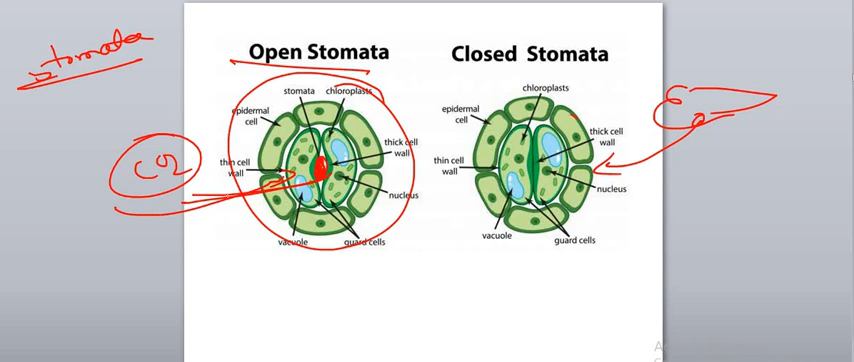 stomata
Open Stomata
Closed Stomata
stomata
chloroplasts
epidermal
cell
thick cell
wall
thin cell
wall
nucleus
vacuole
guard cells
CO2
chloroplasts
epidermal
cell
thick cell
wall
thin cell
wall
nucleus
vacuole
guard cells